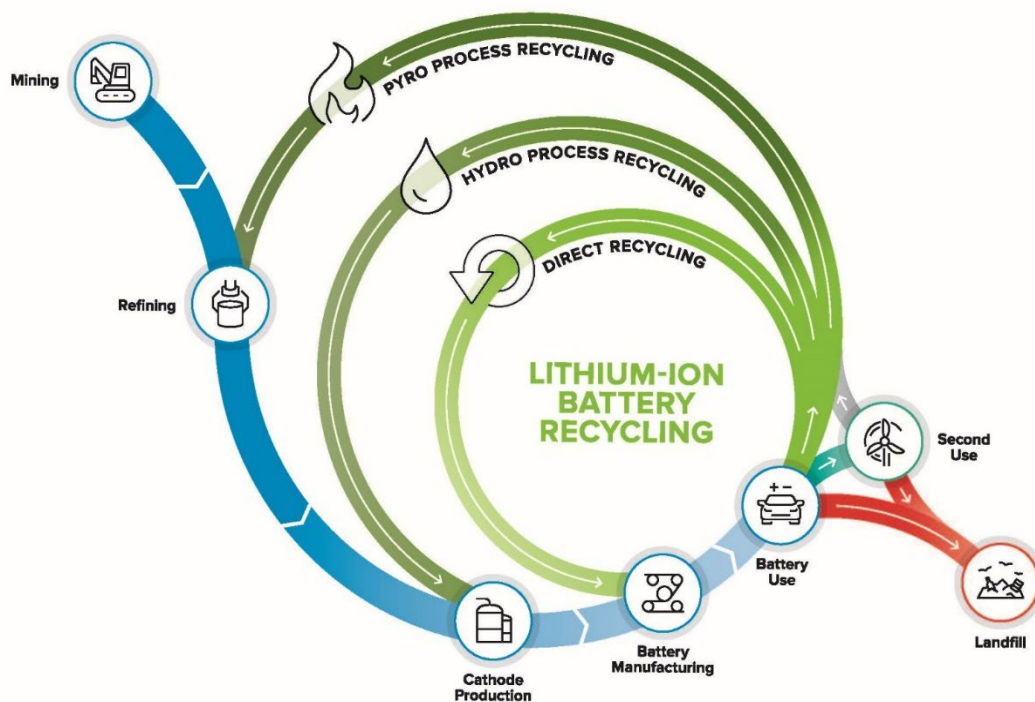 Mining
PYRO PROCESS RECYCLING
HYDRO PROCESS RECYCLING
DIRECT RECYCLING
Refining
LITHIUM-ION
BATTERY
RECYCLING
Second
Use
+ -
Battery
Use
Landfill
Battery
Manufacturing
Cathode
Production